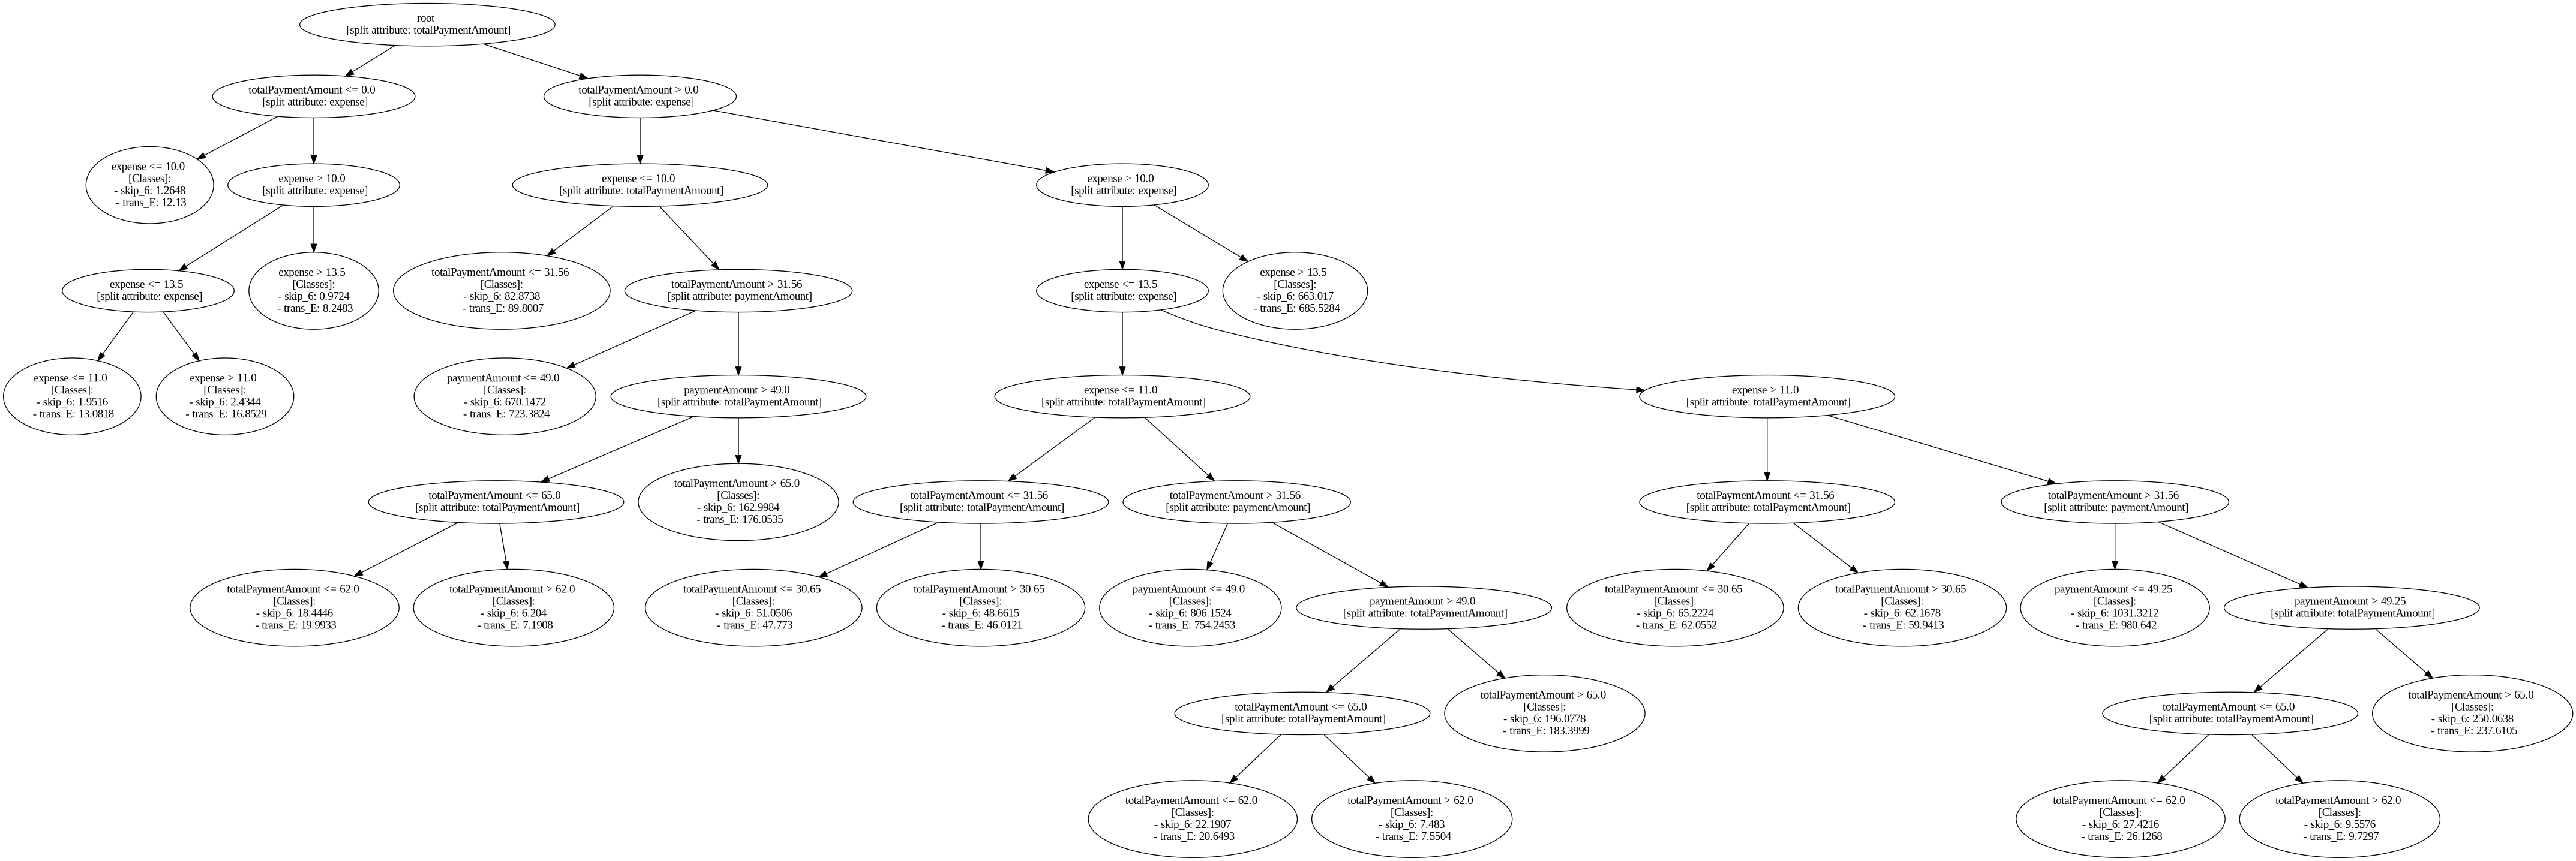 root
[split attribute: totalPaymentAmount]
totalPaymentAmount <= 0.0
[split attribute: expense]
totalPaymentAmount > 0.0
[split attribute: expense]
expense <= 10.0
[Classes]:
- skip_6: 1.2648
- trans_E: 12.13
expense > 10.0
[split attribute: expense]
expense <= 10.0
[split attribute: totalPaymentAmount]
expense > 10.0
[split attribute: expense]
expense <= 13.5
[split attribute: expense]
expense > 13.5
[Classes]:
- skip_6: 0.9724
- trans_E: 8.2483
totalPaymentAmount <= 31.56
[Classes]:
- skip_6: 82.8738
- trans_E: 89.8007
totalPaymentAmount > 31.56
[split attribute: paymentAmount]
expense <= 13.5
[split attribute: expense]
expense > 13.5
[Classes]:
- skip_6: 663.017
- trans_E: 685.5284
expense <= 11.0
[Classes]:
- skip_6: 1.9516
- trans_E: 13.0818
expense > 11.0
[Classes]:
- skip_6: 2.4344
- trans_E: 16.8529
paymentAmount <= 49.0
[Classes]:
- skip_6: 670.1472
- trans_E: 723.3824
paymentAmount > 49.0
[split attribute: totalPaymentAmount]
expense <= 11.0
[split attribute: totalPaymentAmount]
expense > 11.0
[split attribute: totalPaymentAmount]
totalPaymentAmount <= 65.0
[split attribute: totalPaymentAmount]
totalPaymentAmount > 65.0
[Classes]:
- skip_6: 162.9984
- trans_E: 176.0535
totalPaymentAmount <= 31.56
[split attribute: totalPaymentAmount]
totalPaymentAmount > 31.56
[split attribute: paymentAmount]
totalPaymentAmount <= 31.56
[split attribute: totalPaymentAmount]
totalPaymentAmount > 31.56
[split attribute: paymentAmount]
totalPaymentAmount <= 62.0
[Classes]:
- skip_6: 18.4446
- trans_E: 19.9933
totalPaymentAmount > 62.0
[Classes]:
- skip_6: 6.204
- trans_E: 7.1908
totalPaymentAmount <= 30.65
[Classes]:
- skip_6: 51.0506
- trans_E: 47.773
totalPaymentAmount > 30.65
[Classes]:
- skip_6: 48.6615
- trans_E: 46.0121
paymentAmount <= 49.0
[Classes]:
- skip_6: 806.1524
- trans_E: 754.2453
paymentAmount > 49.0
[split attribute: totalPaymentAmount]
totalPaymentAmount <= 30.65
[Classes]:
- skip_6: 65.2224
- trans_E: 62.0552
totalPaymentAmount > 30.65
[Classes]:
- skip_6: 62.1678
- trans_E: 59.9413
paymentAmount <= 49.25
[Classes]:
- skip_6: 1031.3212
- trans_E: 980.642
paymentAmount > 49.25
[split attribute: totalPaymentAmount]
totalPaymentAmount <= 65.0
[split attribute: totalPaymentAmount]
totalPaymentAmount > 65.0
[Classes]:
- skip_6: 196.0778
- trans_E: 183.3999
totalPaymentAmount <= 65.0
[split attribute: totalPaymentAmount]
totalPaymentAmount > 65.0
[Classes]:
- skip_6: 250.0638
- trans_E: 237.6105
totalPaymentAmount <= 62.0
[Classes]:
- skip_6: 22.1907
- trans_E: 20.6493
totalPaymentAmount > 62.0
[Classes]:
- skip_6: 7.483
- trans_E: 7.5504
totalPaymentAmount <= 62.0
[Classes]:
- skip_6: 27.4216
- trans_E: 26.1268
totalPaymentAmount > 62.0
[Classes]:
- skip_6: 9.5576
- trans_E: 9.7297